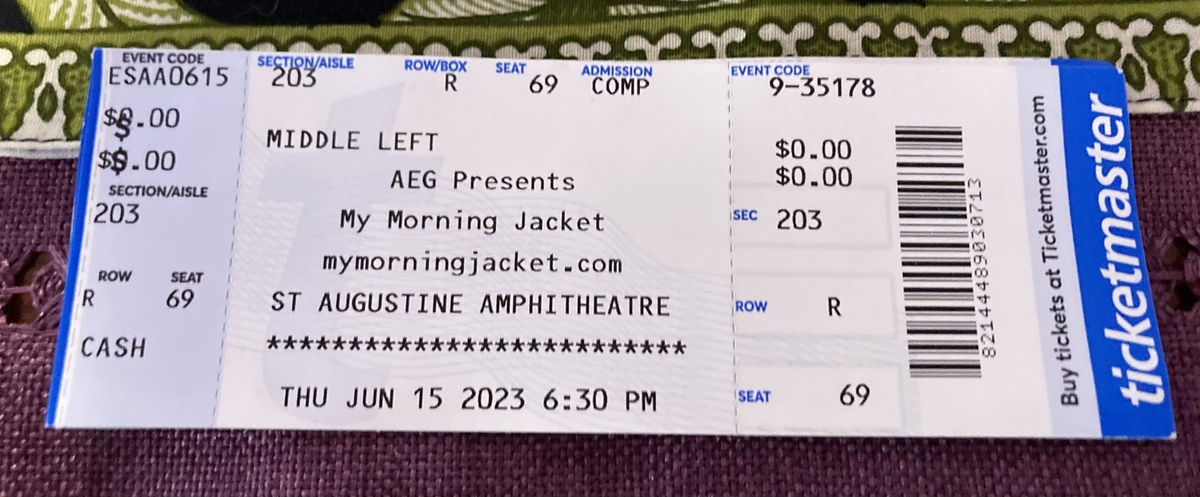 EVENT CODE
ESAA0615
$0.00
$0.00
SECTION/AISLE
203
ROW SEAT
R 69
CASH
SECTION/AISLE ROW/BOX SEAT ADMISSION
203 R 69 COMP
MIDDLE LEFT
AEG Presents
My Morning Jacket
mymorningjacket.com
ST AUGUSTINE AMPHITHEATRE
**************************
THU JUN 15 2023 6:30 PM
EVENT CODE
9-35178
$0.00
$0.00
SEC 203
ROW R
SEAT 69
8214448903​0713
Buy tickets at Ticketmaster.com
ticketmaster